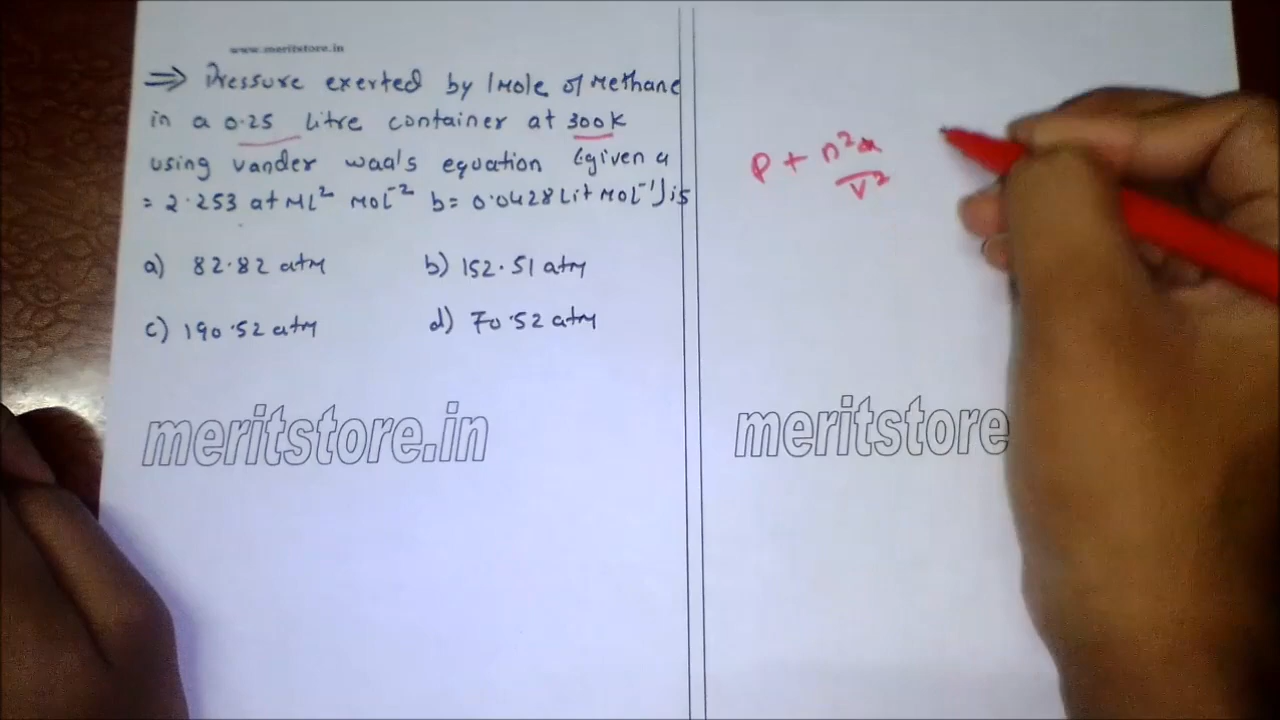 www.meritstore.in
⇒ Pressure exerted by 1 Mole of Methane
in a 0.25 Litre container at 300K
using vander waal's equation (given a
= 2.253 atML² MOL⁻² b= 0.0428 Lit MOL⁻¹) is
a) 82.82 atM b) 152.51 atM
c) 190.52 atM d) 70.52 atM
meritstore.in
P + n²a
V²
meritstore